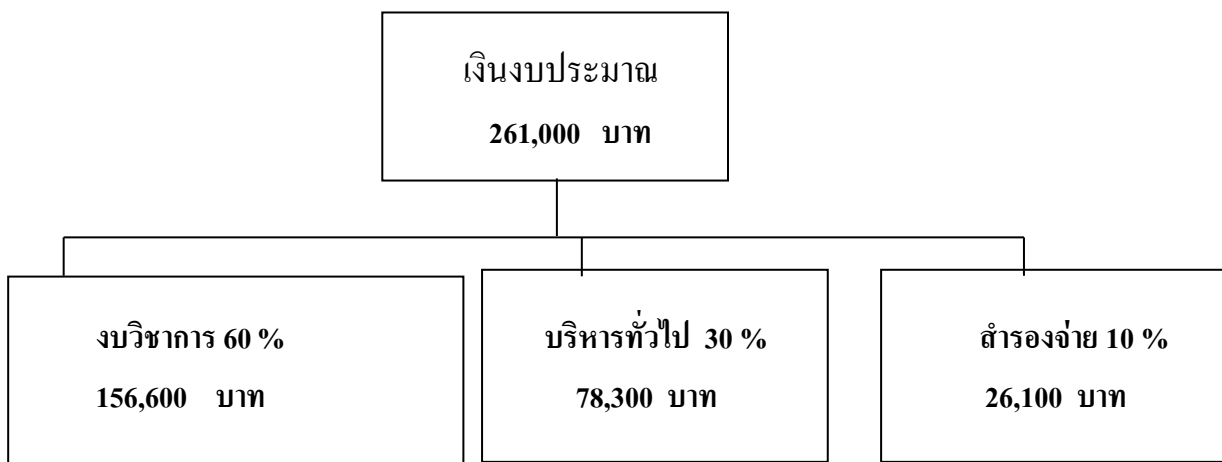 เงินงบประมาณ
261,000 บาท
งบวิชาการ 60 %
156,600 บาท
บริหารทั่วไป 30 %
78,300 บาท
สำรองจ่าย 10 %
26,100 บาท